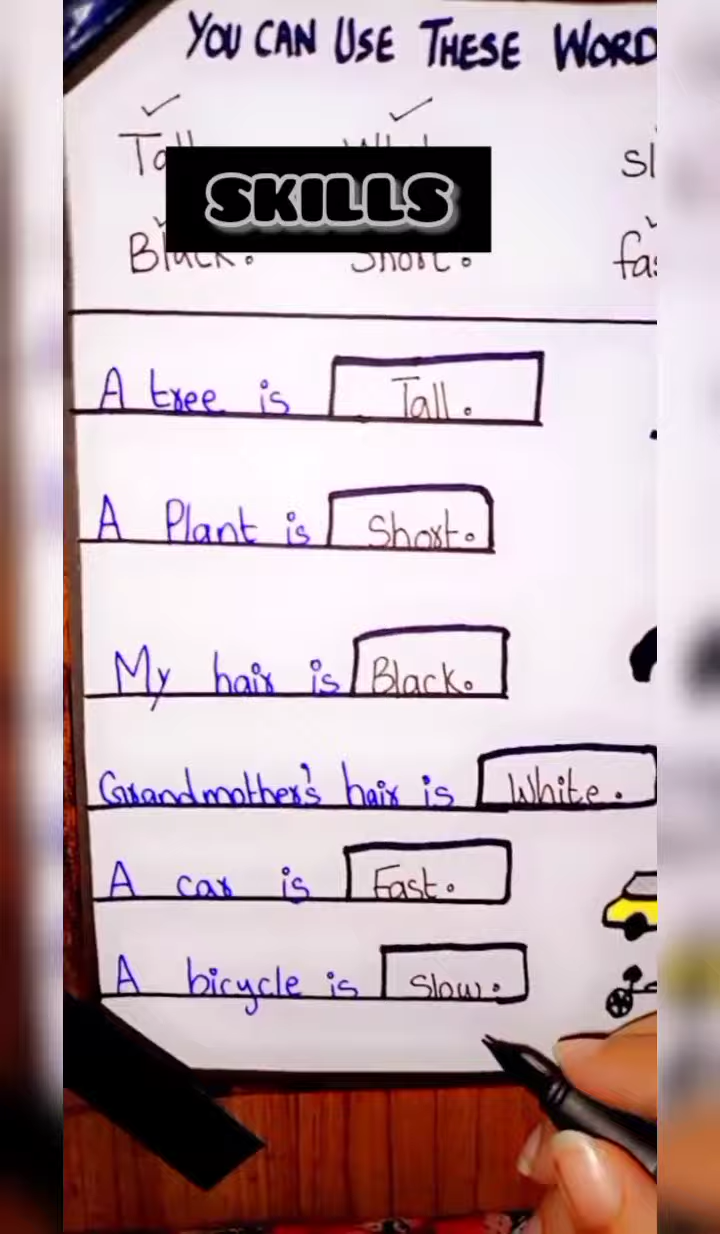 YOU CAN USE THESE WORD
SKILLS
Black. Short.
A tree is Tall.
A Plant is Short.
My hair is Black.
Grandmother's hair is White.
A car is Fast.
A bicycle is Slow.